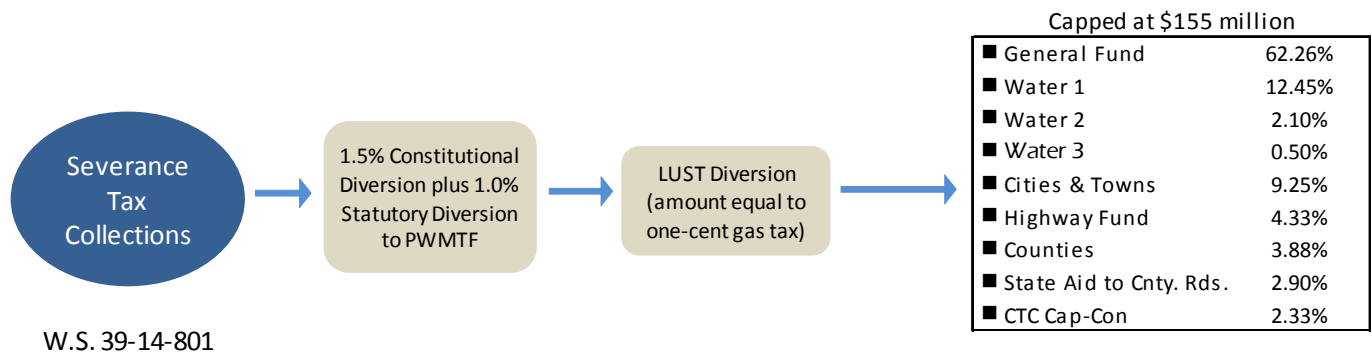 Capped at $155 million
Severance
Tax
Collections
W.S. 39-14-801
1.5% Constitutional
Diversion plus 1.0%
Statutory Diversion
to PWMTF
LUST Diversion
(amount equal to
one-cent gas tax)
■ General Fund 62.26%
■ Water 1 12.45%
■ Water 2 2.10%
■ Water 3 0.50%
■ Cities & Towns 9.25%
■ Highway Fund 4.33%
■ Counties 3.88%
■ State Aid to Cnty. Rds. 2.90%
■ CTC Cap-Con 2.33%